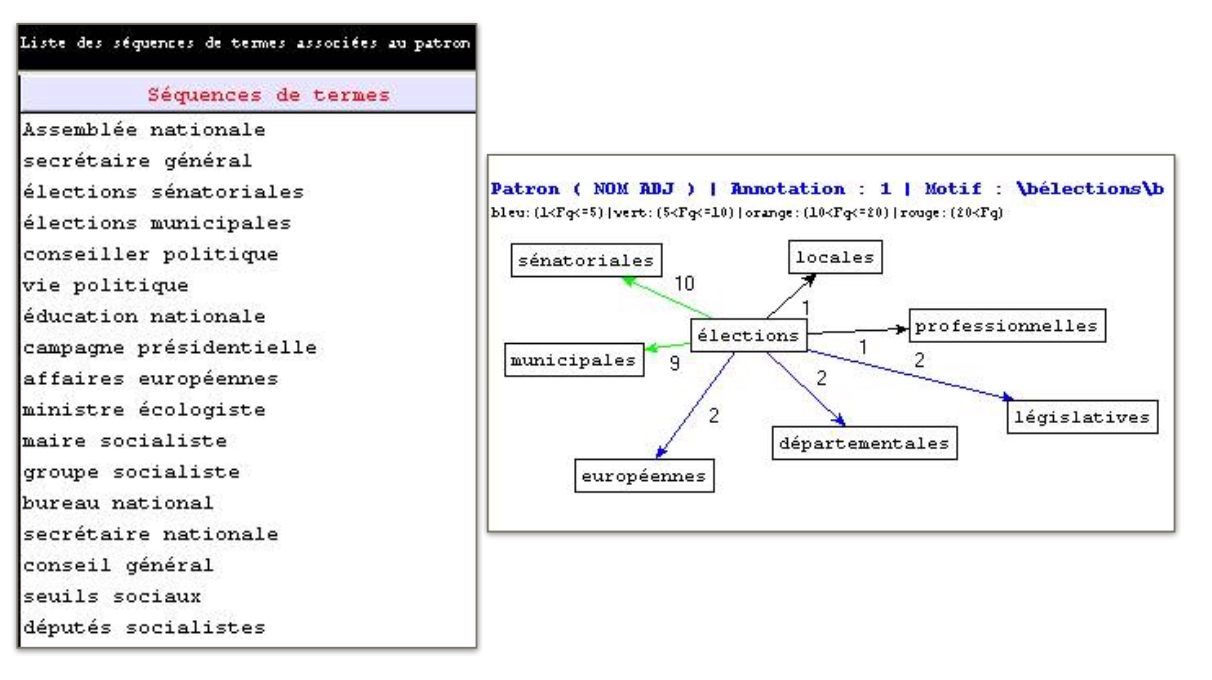 Liste des séquences de termes associées au patron
Séquences de termes
Assemblée nationale
secrétaire général
élections sénatoriales
élections municipales
conseiller politique
vie politique
éducation nationale
campagne présidentielle
affaires européennes
ministre écologiste
maire socialiste
groupe socialiste
bureau national
secrétaire nationale
conseil général
seuils sociaux
députés socialistes
Patron ( NOM ADJ ) | Annotation : 1 | Motif : \bélections\b
bleu:(1<Fq<=5)|vert:(5<Fq<=10)|orange:(10<Fq<=20)|rouge:(20<Fq)
sénatoriales
locales
10
1
élections
professionnelles
municipales
9
1
2
2
2
législatives
départementales
européennes